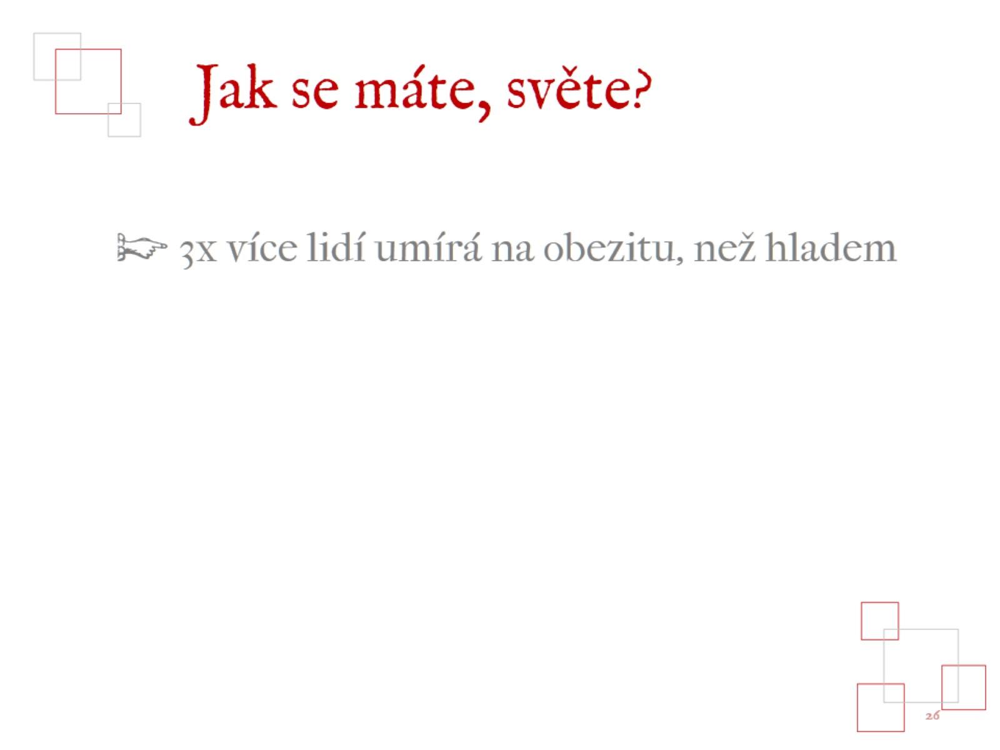 Jak se máte, světe?
☞ 3x více lidí umírá na obezitu, než hladem
26